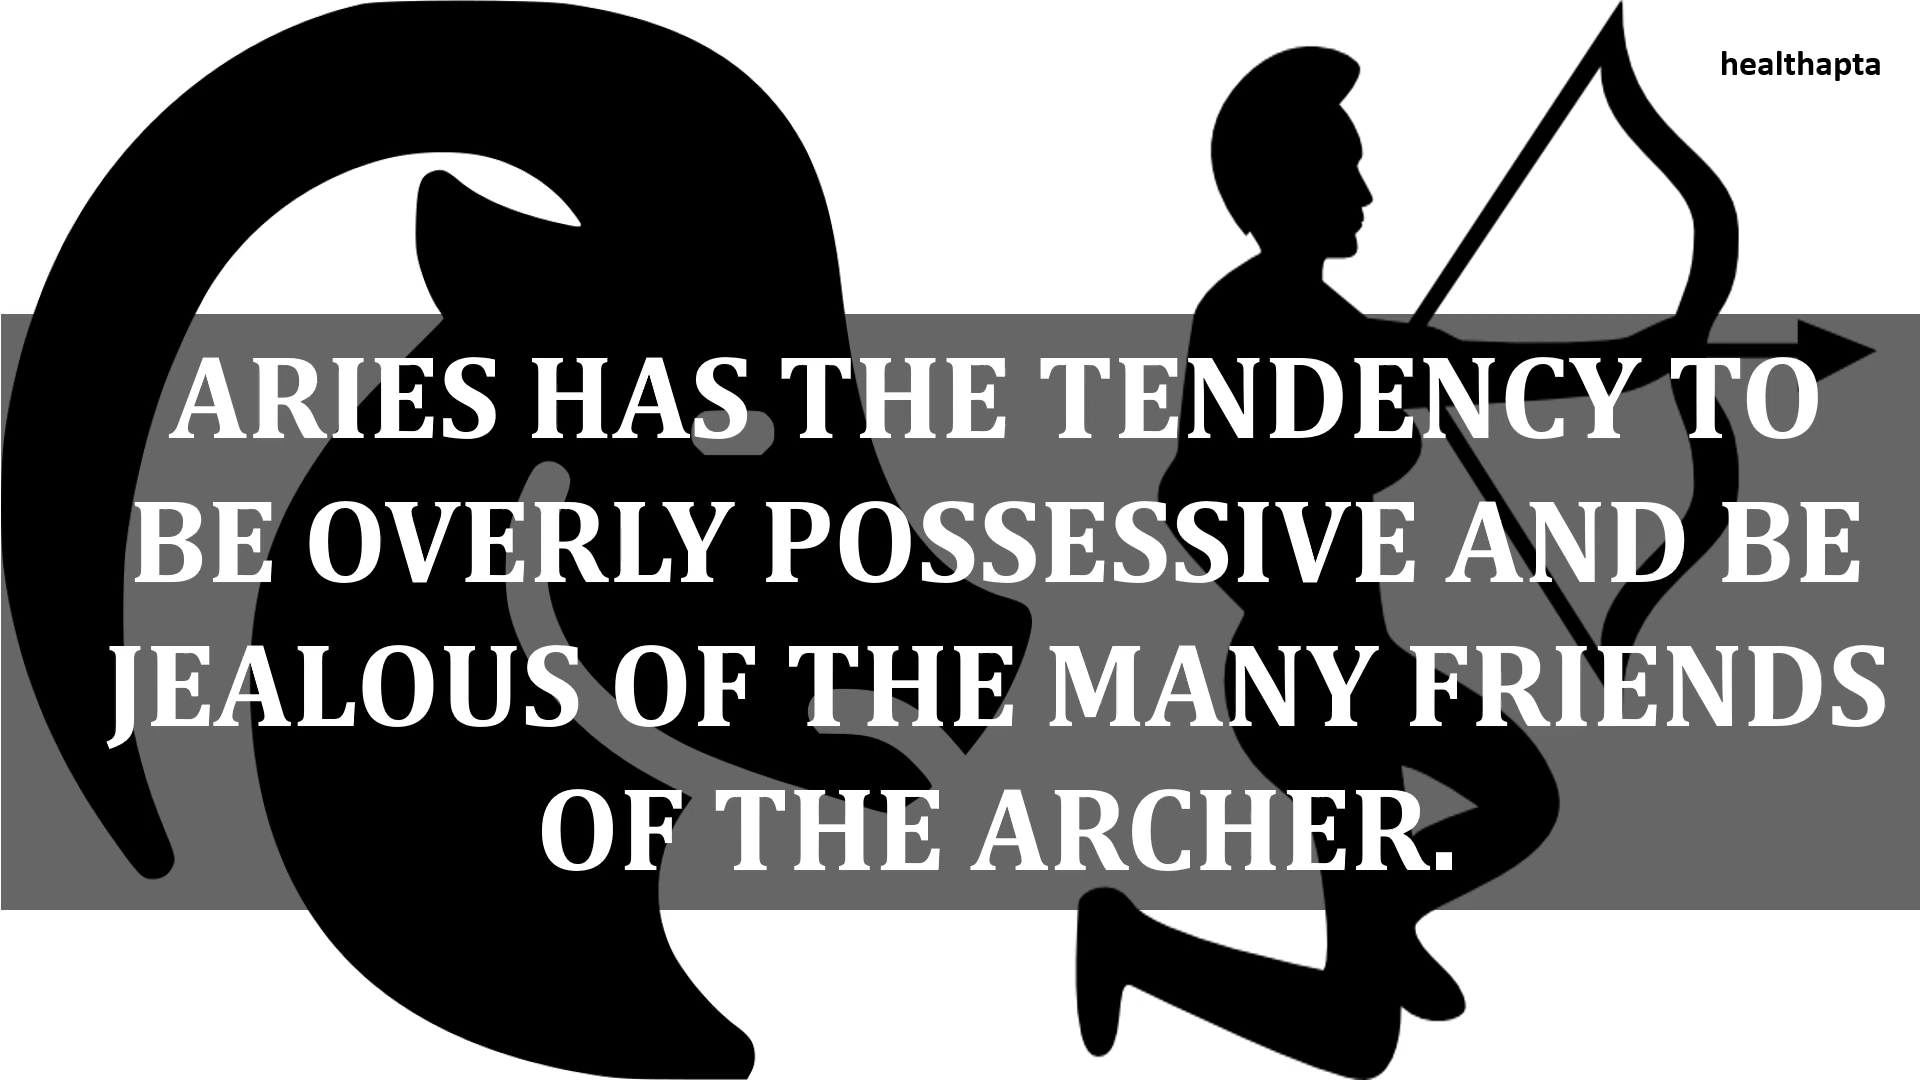 healthapta
ARIES HAS THE TENDENCY TO
BE OVERLY POSSESSIVE AND BE
JEALOUS OF THE MANY FRIENDS
OF THE ARCHER.